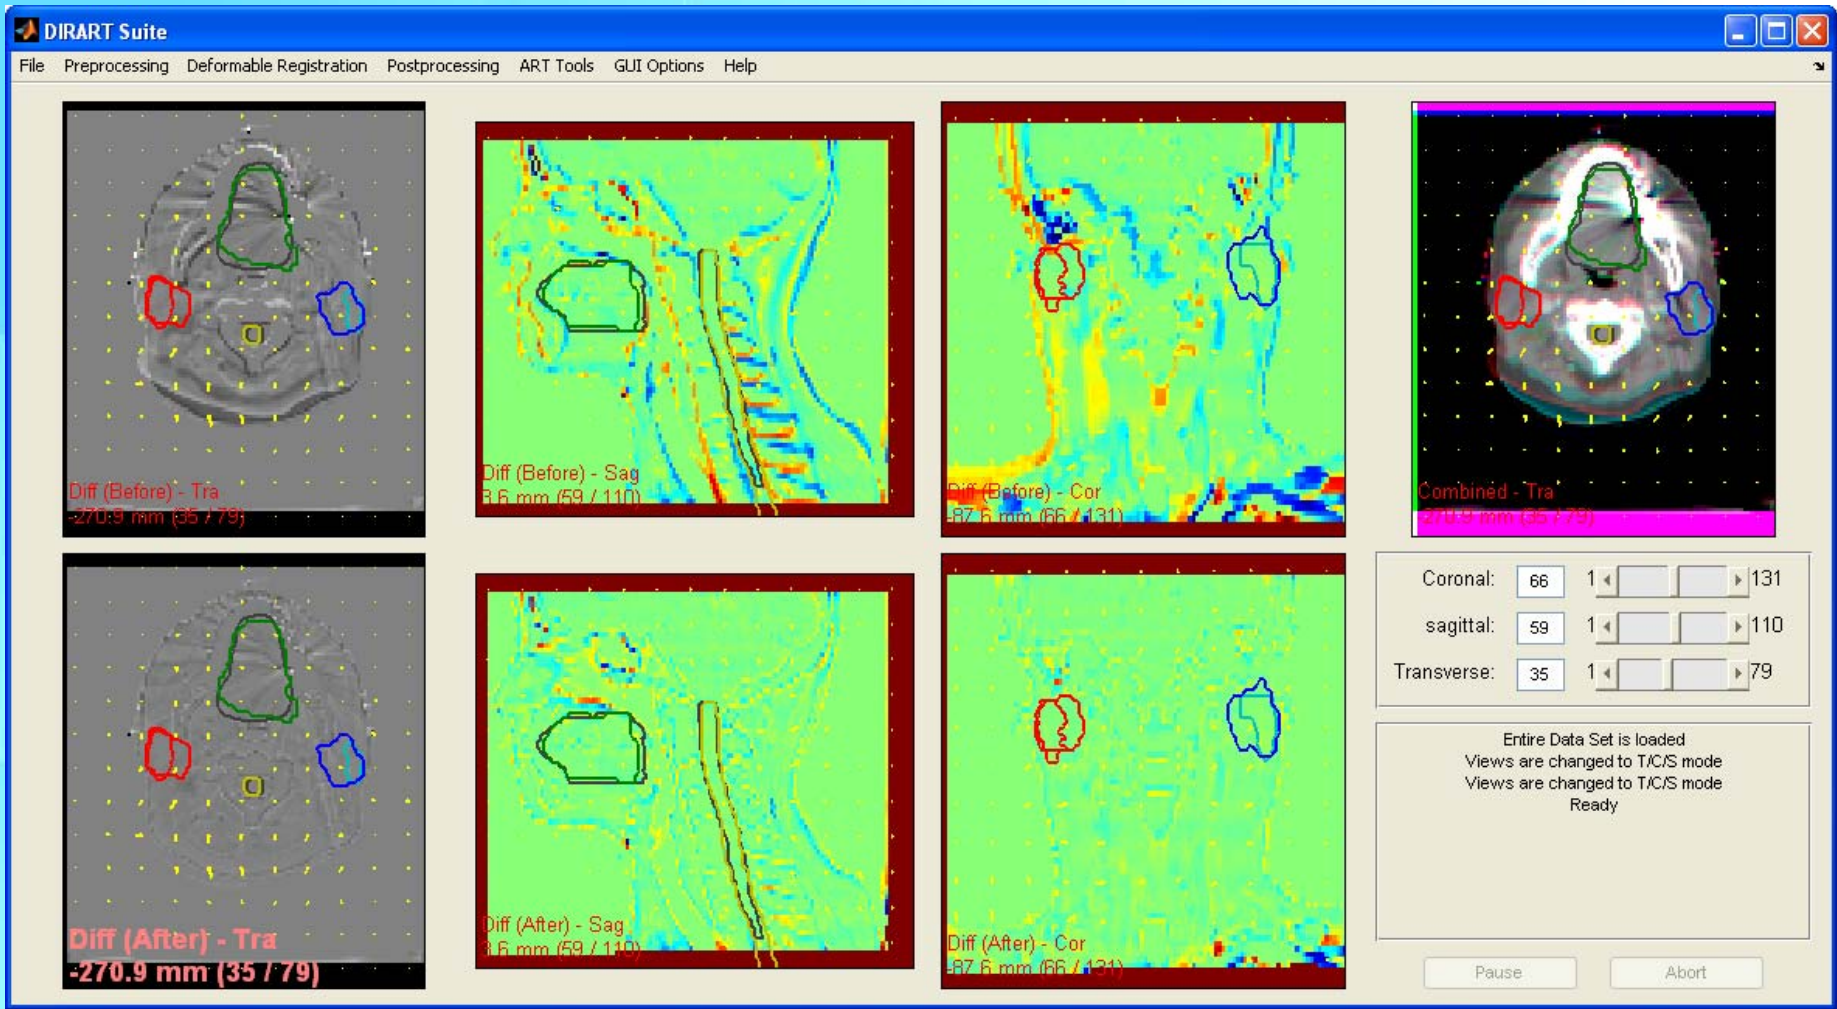 DIRART Suite
File Preprocessing Deformable Registration Postprocessing ART Tools GUI Options Help
Diff (Before) - Tra
-270.9 mm (35 / 79)
Diff (Before) - Sag
3.6 mm (59 / 110)
Diff (Before) - Cor
-87.6 mm (66 / 131)
Combined - Tra
-270.9 mm (35 / 79)
Diff (After) - Tra
-270.9 mm (35 / 79)
Diff (After) - Sag
3.6 mm (59 / 110)
Diff (After) - Cor
-87.6 mm (66 / 131)
Coronal: 66 1 131
sagittal: 59 1 110
Transverse: 35 1 79
Entire Data Set is loaded
Views are changed to T/C/S mode
Views are changed to T/C/S mode
Ready
Pause Abort